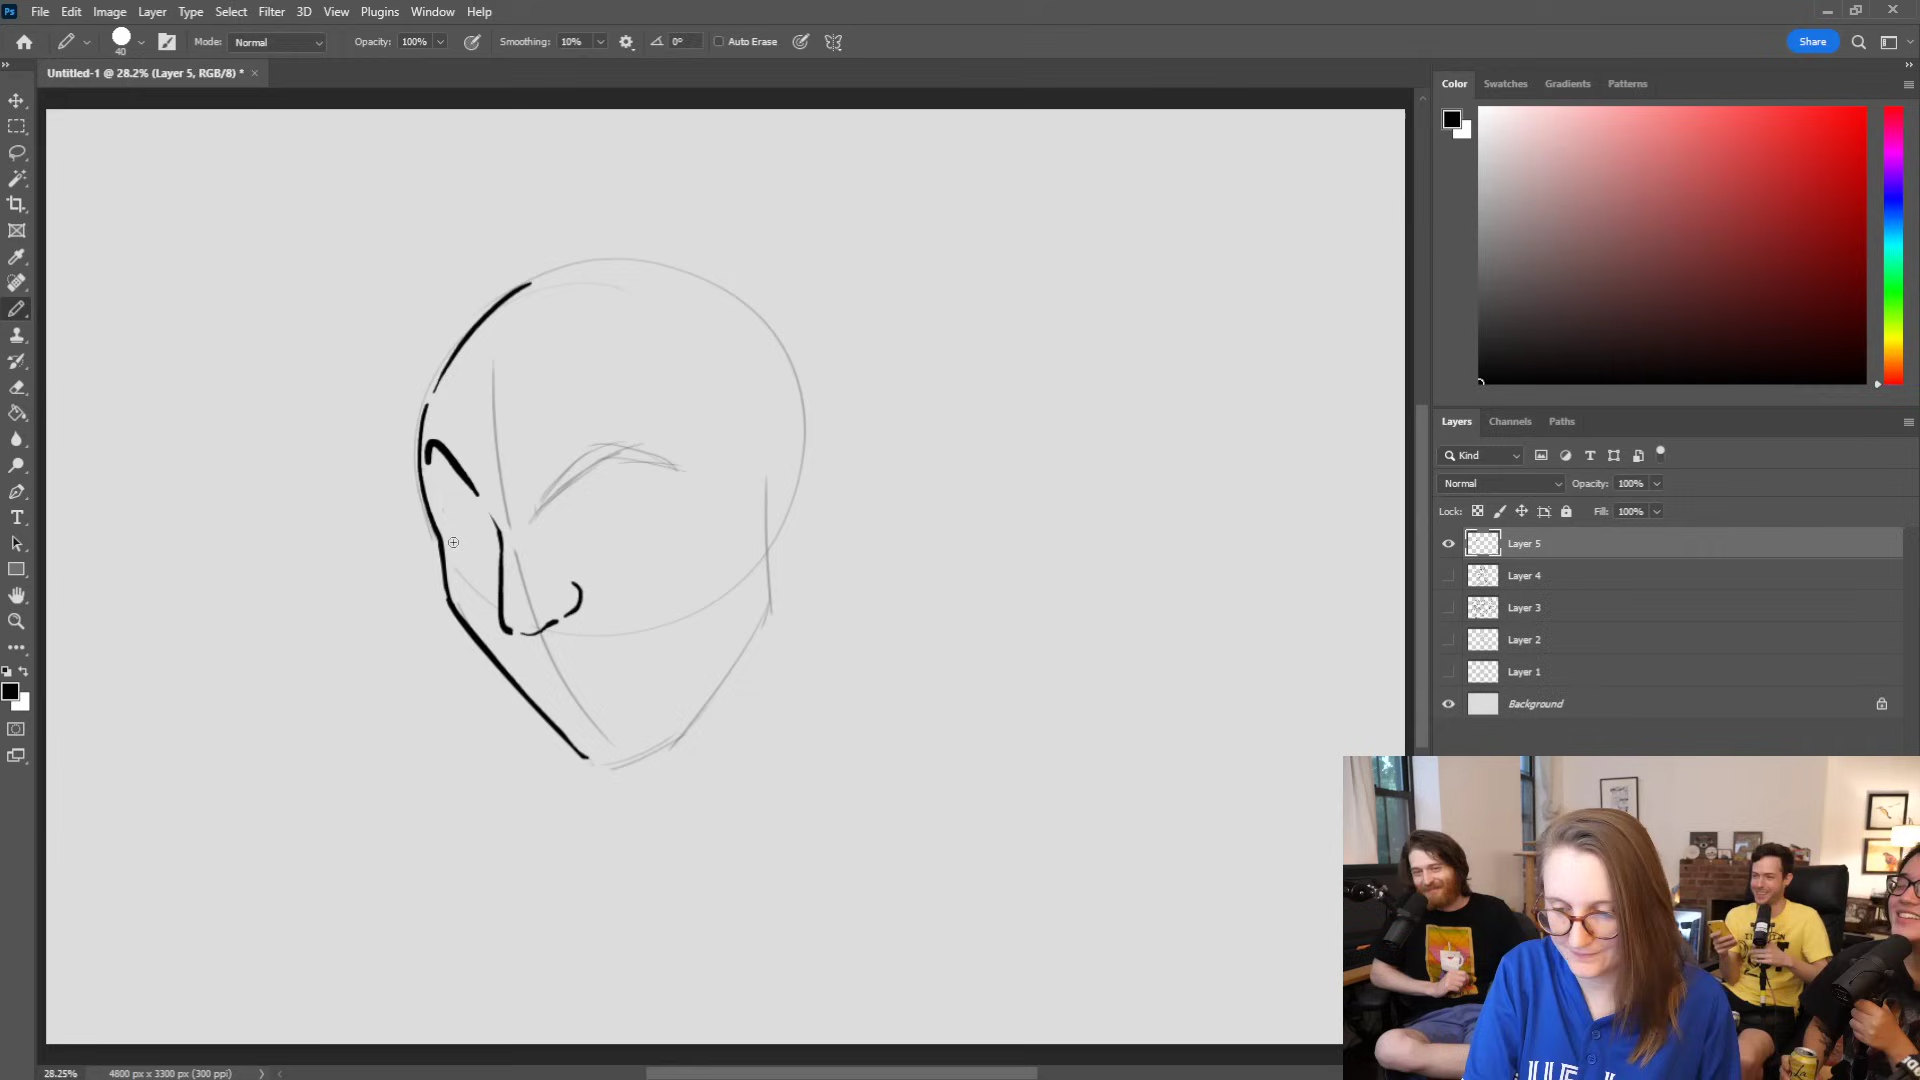 Ps File Edit Image Layer Type Select Filter 3D View Plugins Window Help
40 Mode: Normal Opacity: 100% Smoothing: 10% 0° Auto Erase Share
Untitled-1 @ 28.2% (Layer 5, RGB/8) * ×
Color Swatches Gradients Patterns
Layers Channels Paths
Kind
Normal Opacity: 100%
Lock: Fill: 100%
Layer 5
Layer 4
Layer 3
Layer 2
Layer 1
Background
28.25% 4800 px x 3300 px (300 ppi)